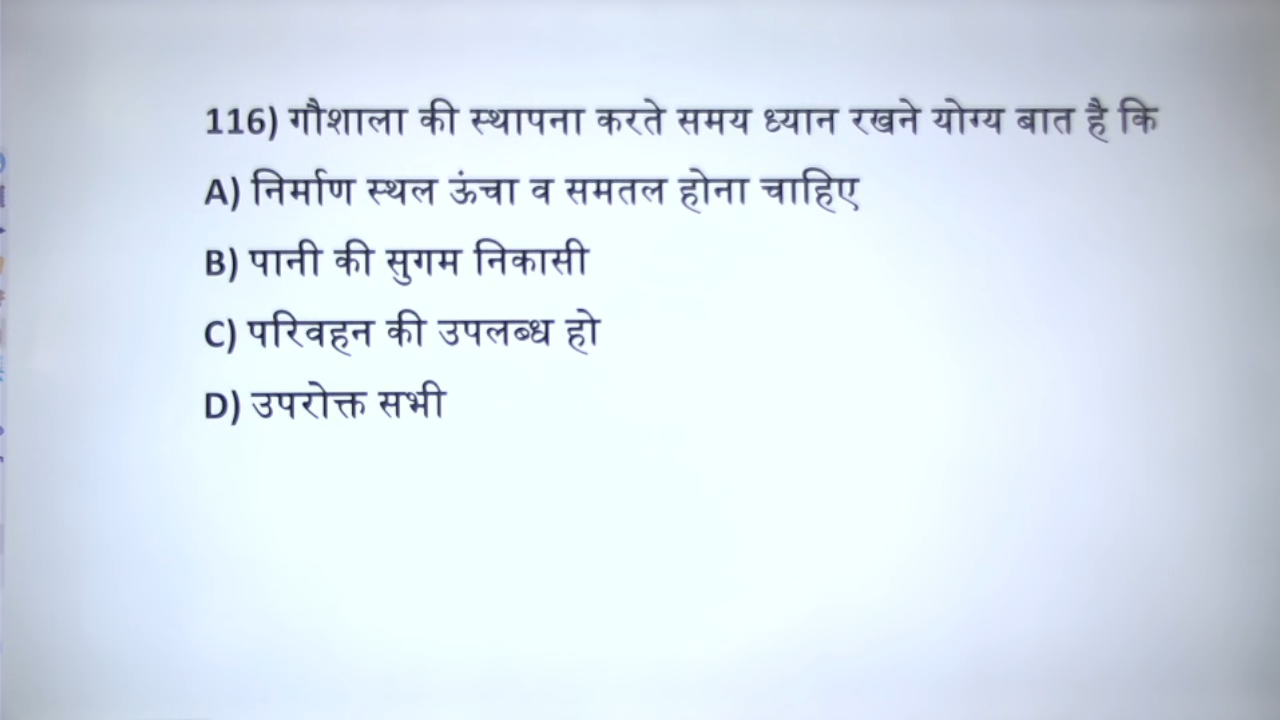 116) गौशाला की स्थापना करते समय ध्यान रखने योग्य बात है कि
A) निर्माण स्थल ऊंचा व समतल होना चाहिए
B) पानी की सुगम निकासी
C) परिवहन की उपलब्ध हो
D) उपरोक्त सभी